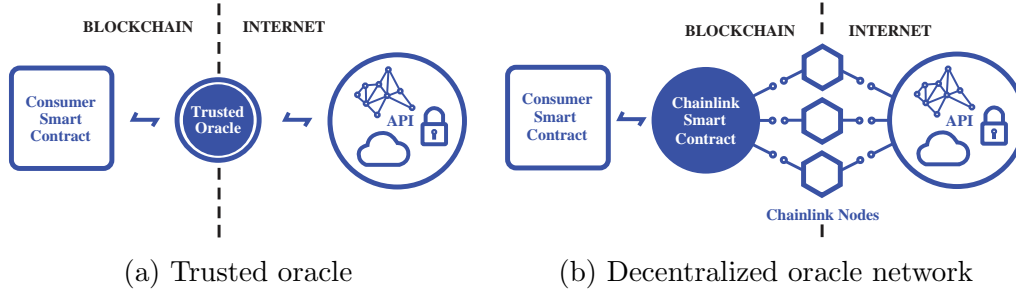 BLOCKCHAIN INTERNET
Consumer
Smart
Contract
Trusted
Oracle
API
(a) Trusted oracle
BLOCKCHAIN INTERNET
Consumer
Smart
Contract
Chainlink
Smart
Contract
API
Chainlink Nodes
(b) Decentralized oracle network